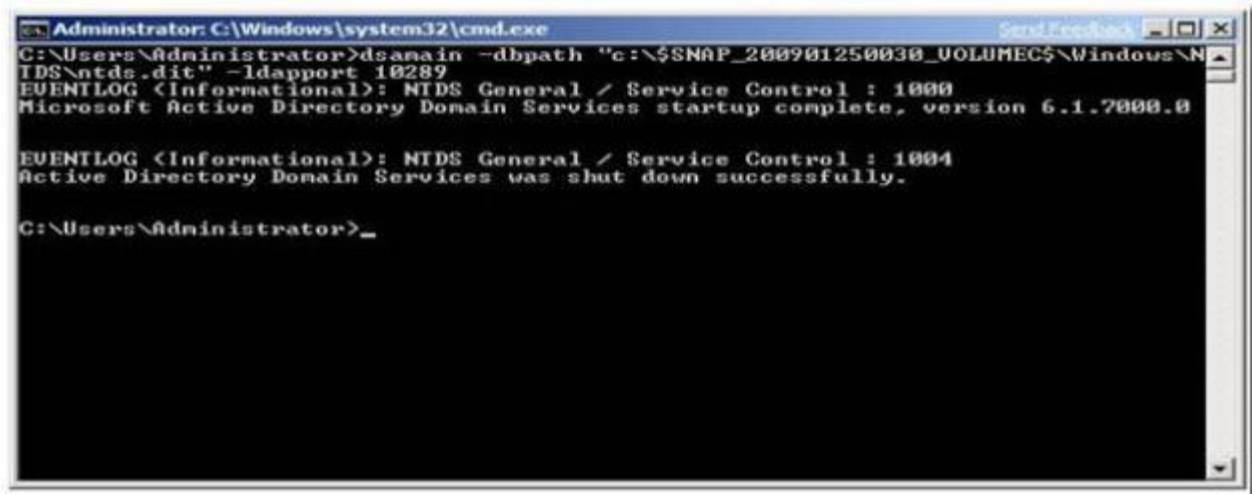 Administrator: C:\Windows\system32\cmd.exe
Send Feedback
C:\Users\Administrator>dsamain -dbpath "c:\$SNAP_200901250030_VOLUMEC$\Windows\N
TDS\ntds.dit" -ldapport 10289
EVENTLOG (Informational): NTDS General / Service Control : 1000
Microsoft Active Directory Domain Services startup complete, version 6.1.7000.0
EVENTLOG (Informational): NTDS General / Service Control : 1004
Active Directory Domain Services was shut down successfully.
C:\Users\Administrator>_